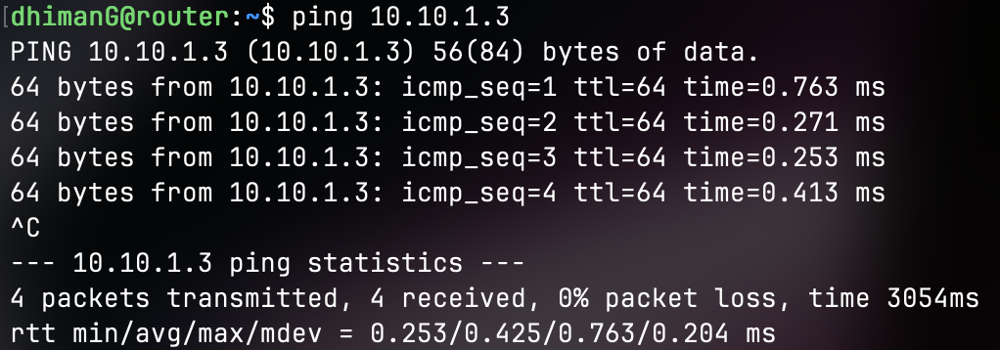 [dhimanG@router:~$ ping 10.10.1.3
PING 10.10.1.3 (10.10.1.3) 56(84) bytes of data.
64 bytes from 10.10.1.3: icmp_seq=1 ttl=64 time=0.763 ms
64 bytes from 10.10.1.3: icmp_seq=2 ttl=64 time=0.271 ms
64 bytes from 10.10.1.3: icmp_seq=3 ttl=64 time=0.253 ms
64 bytes from 10.10.1.3: icmp_seq=4 ttl=64 time=0.413 ms
^C
--- 10.10.1.3 ping statistics ---
4 packets transmitted, 4 received, 0% packet loss, time 3054ms
rtt min/avg/max/mdev = 0.253/0.425/0.763/0.204 ms